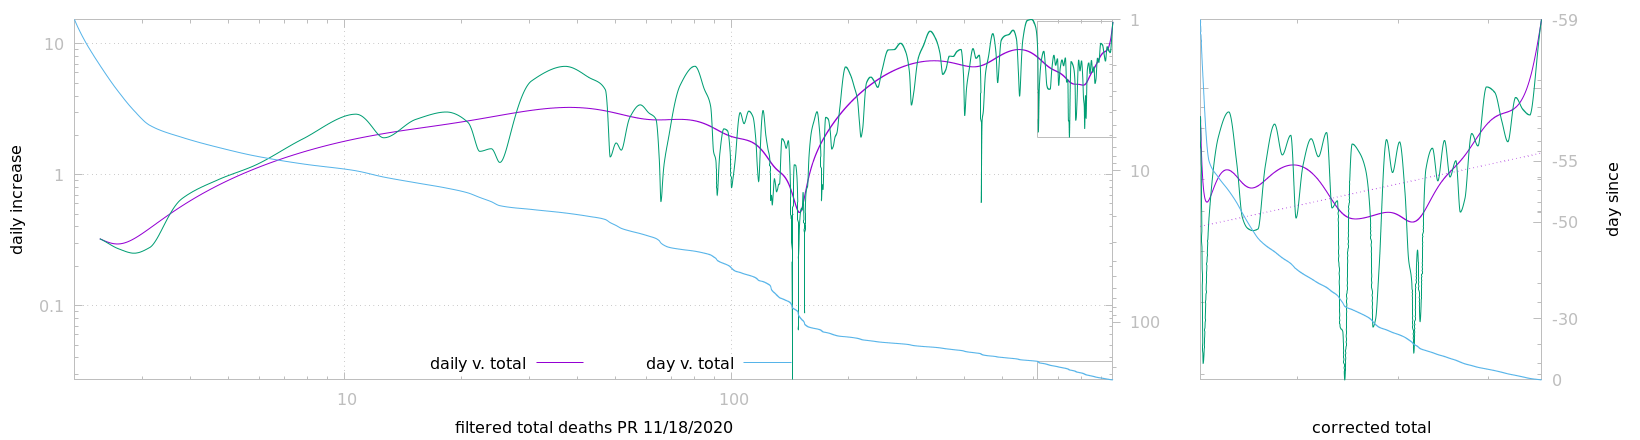 10
1
0.1
daily increase
10
100
filtered total deaths PR 11/18/2020
daily v. total
day v. total
1
10
100
-59
-55
-50
-30
0
day since
corrected total